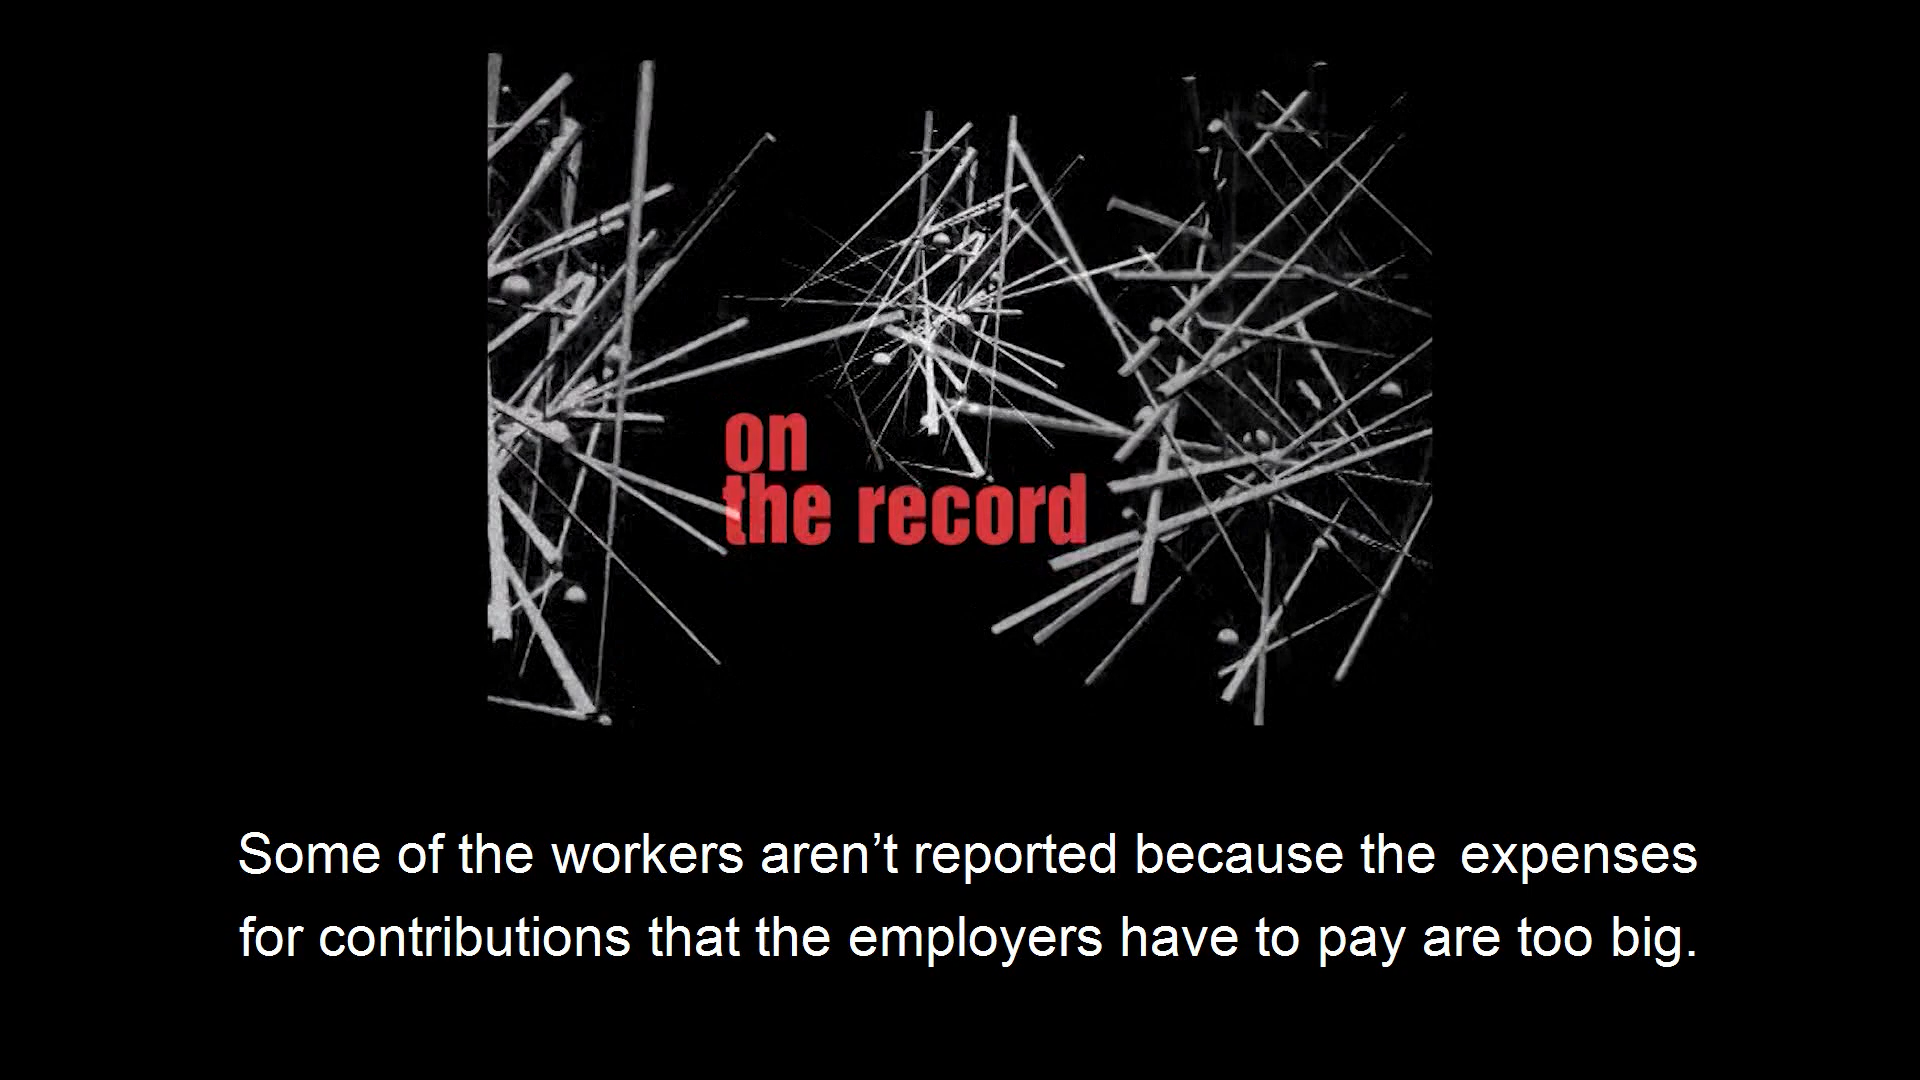 on
the record
Some of the workers aren’t reported because the expenses
for contributions that the employers have to pay are too big.